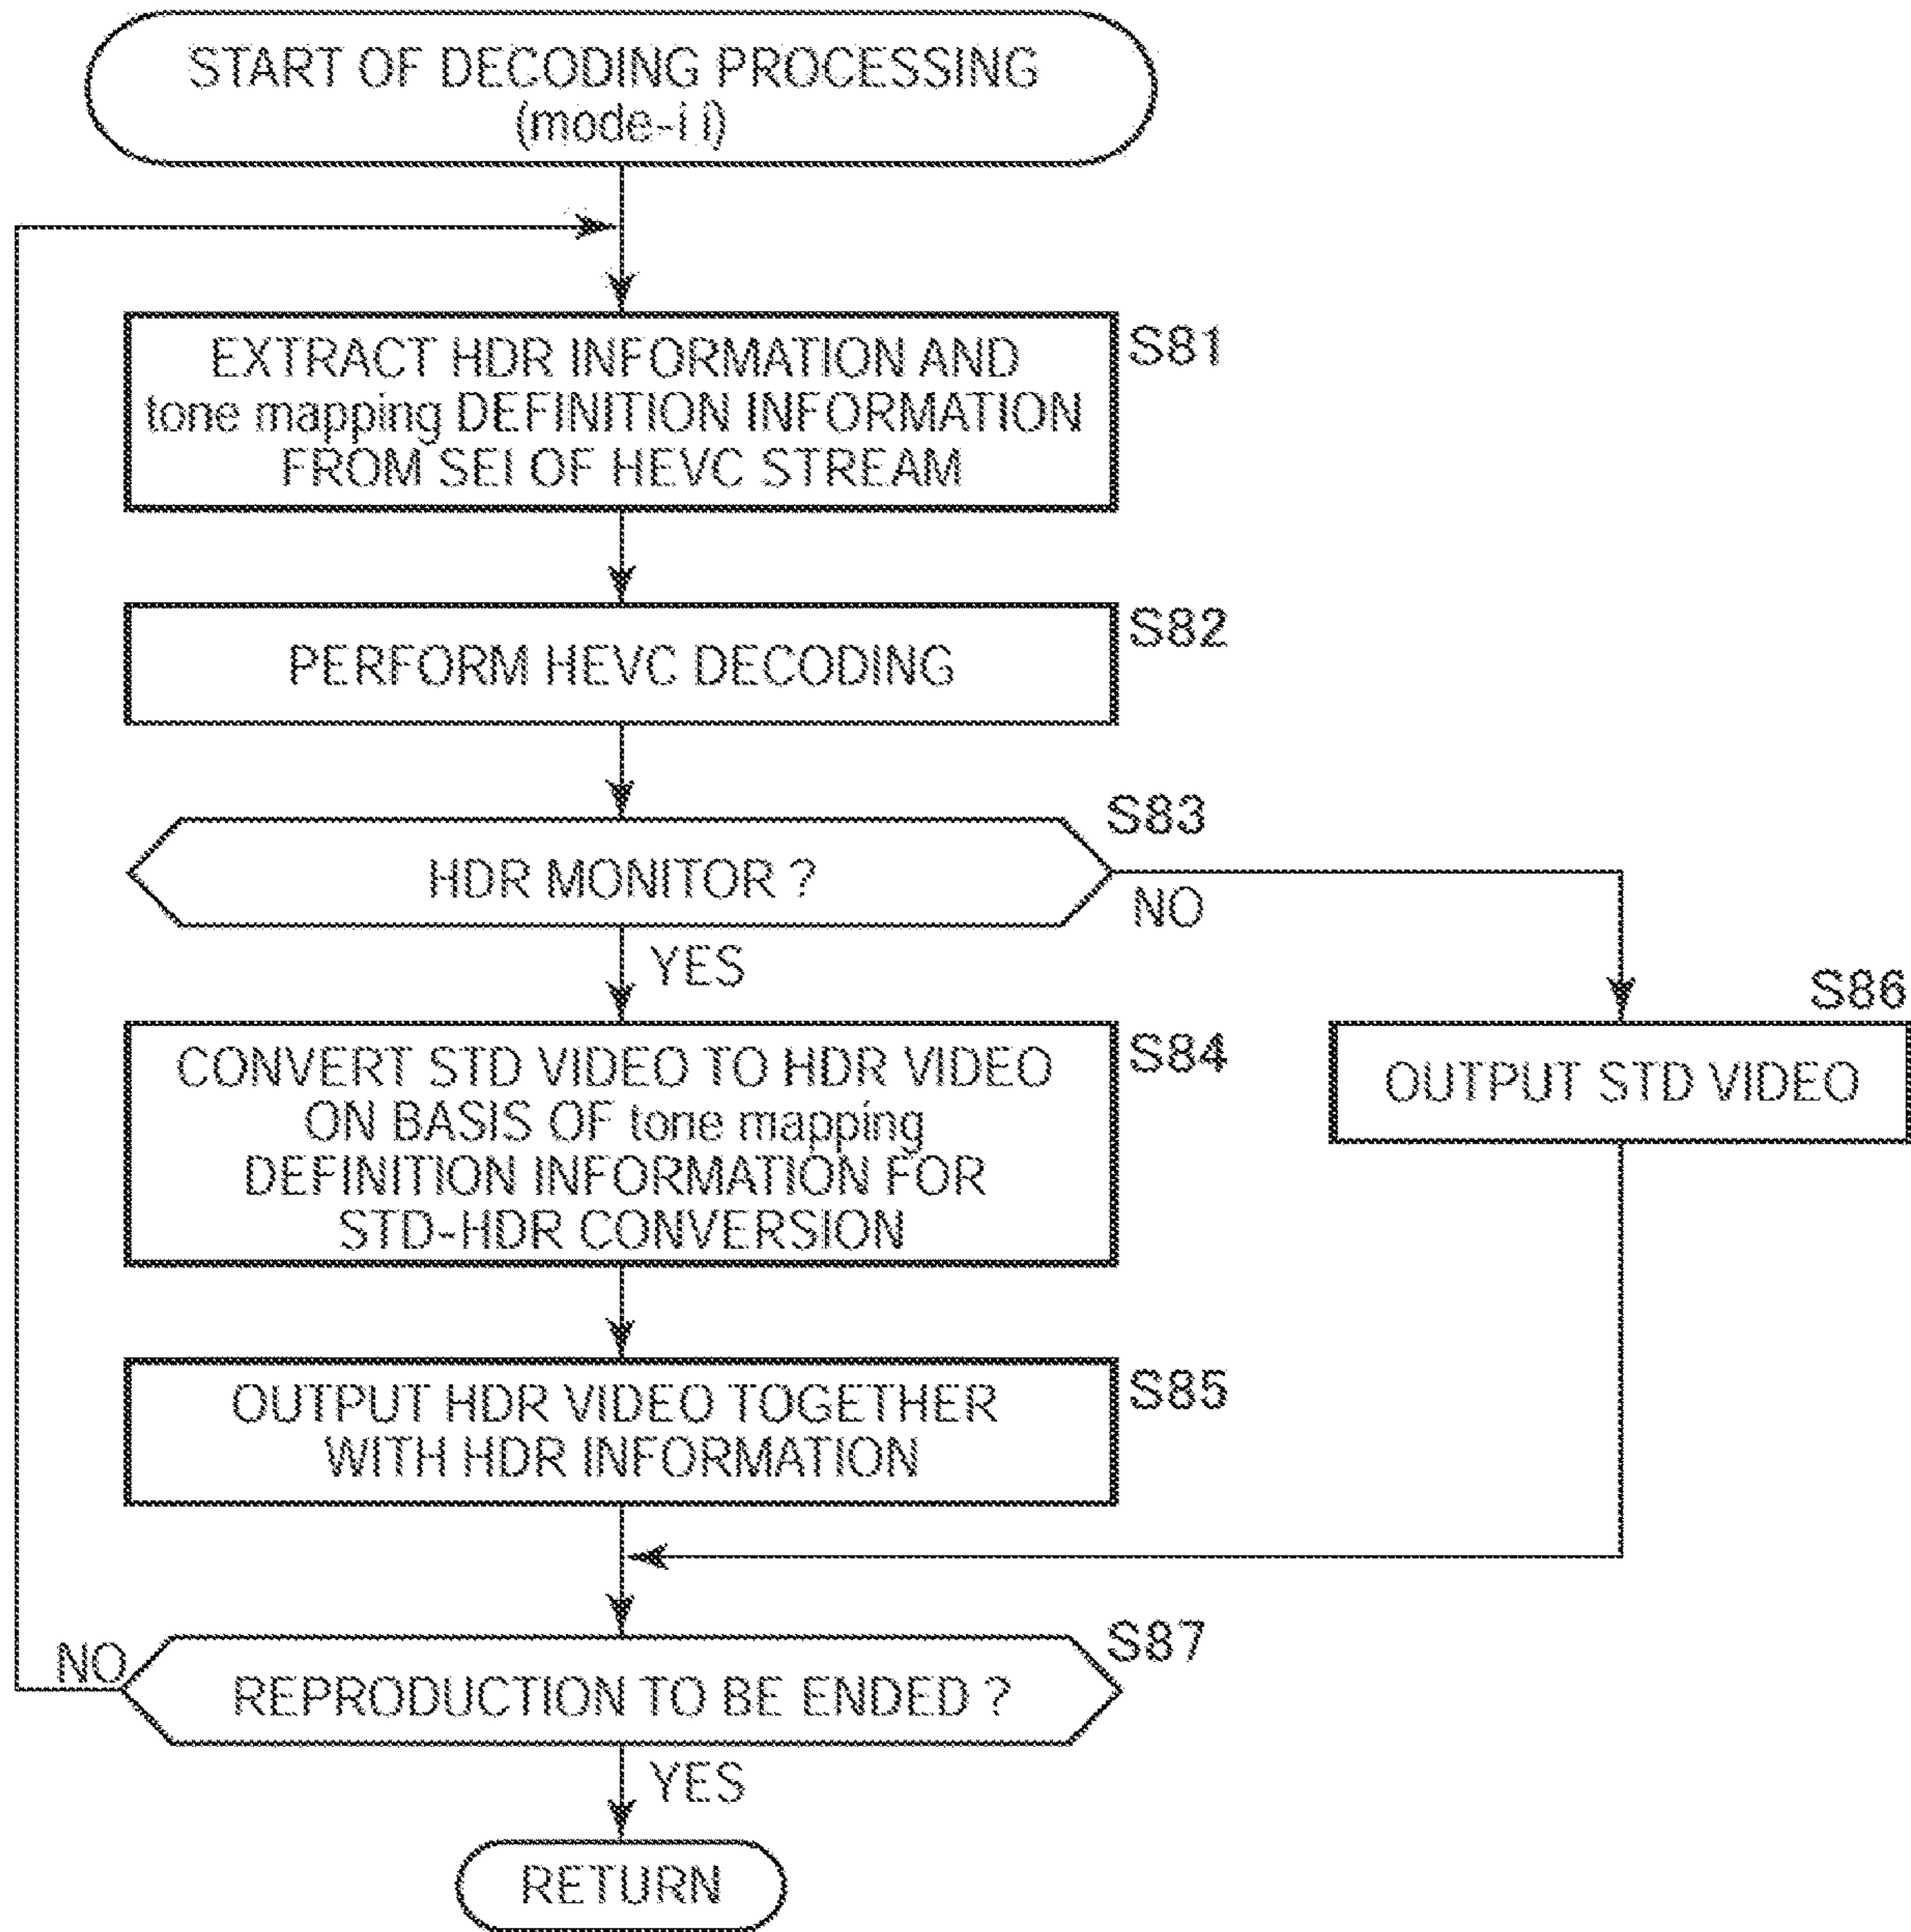 START OF DECODING PROCESSING
(mode-ii)
EXTRACT HDR INFORMATION AND
tone mapping DEFINITION INFORMATION
FROM SEI OF HEVC STREAM
S81
PERFORM HEVC DECODING
S82
HDR MONITOR ?
S83
NO
YES
CONVERT STD VIDEO TO HDR VIDEO
ON BASIS OF tone mapping
DEFINITION INFORMATION FOR
STD-HDR CONVERSION
S84
S86
OUTPUT STD VIDEO
OUTPUT HDR VIDEO TOGETHER
WITH HDR INFORMATION
S85
NO
REPRODUCTION TO BE ENDED ?
S87
YES
RETURN